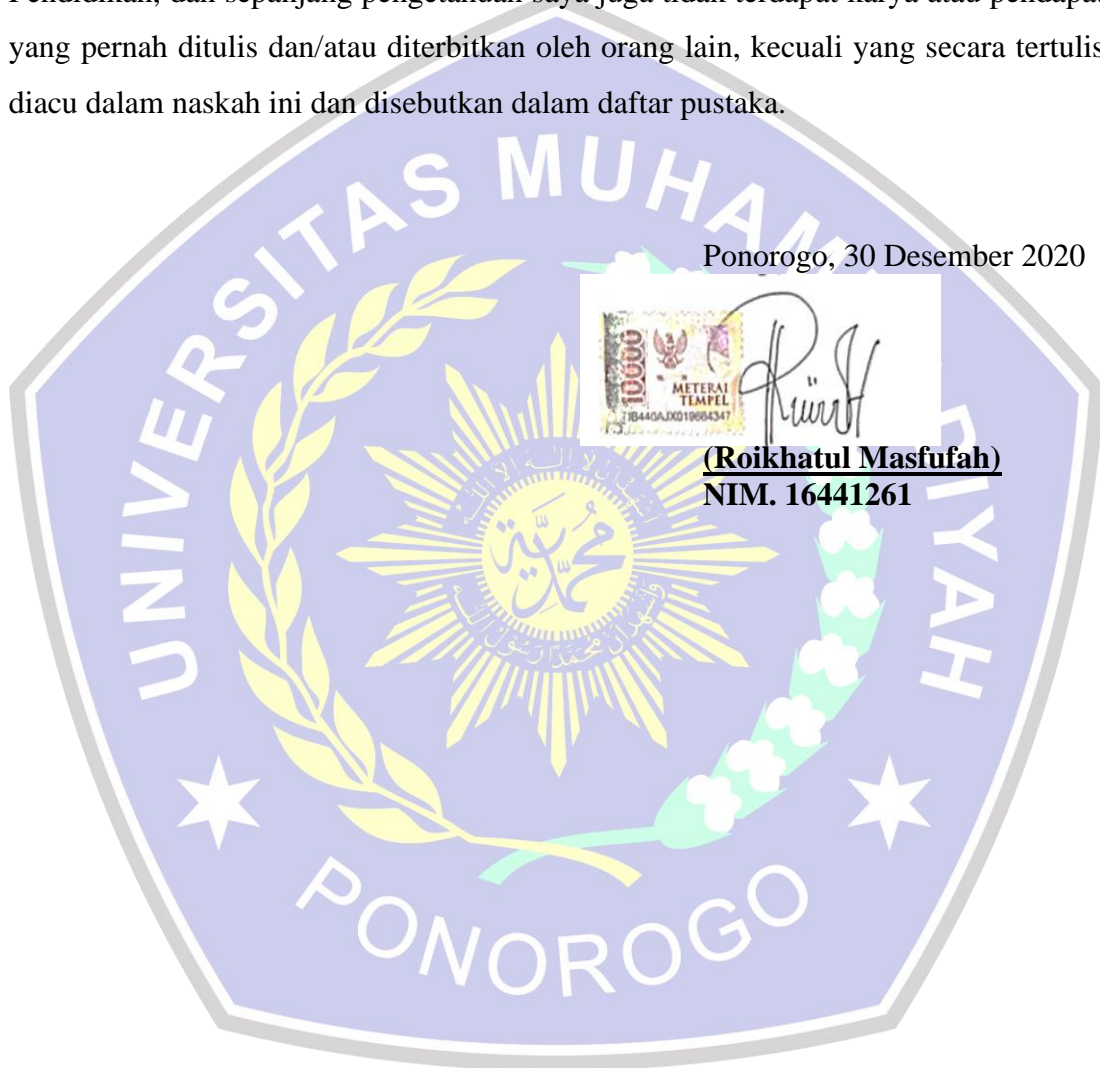 Pendidikan, dan sepanjang pengetahuan saya juga tidak terdapat karya atau pendapat
yang pernah ditulis dan/atau diterbitkan oleh orang lain, kecuali yang secara tertulis
diacu dalam naskah ini dan disebutkan dalam daftar pustaka.
UNIVERSITAS MUHAMMADIYAH
Ponorogo, 30 Desember 2020
10000
METERAI
TEMPEL
(Roikhatul Masfufah)
NIM. 16441261
محمدية
PONOROGO